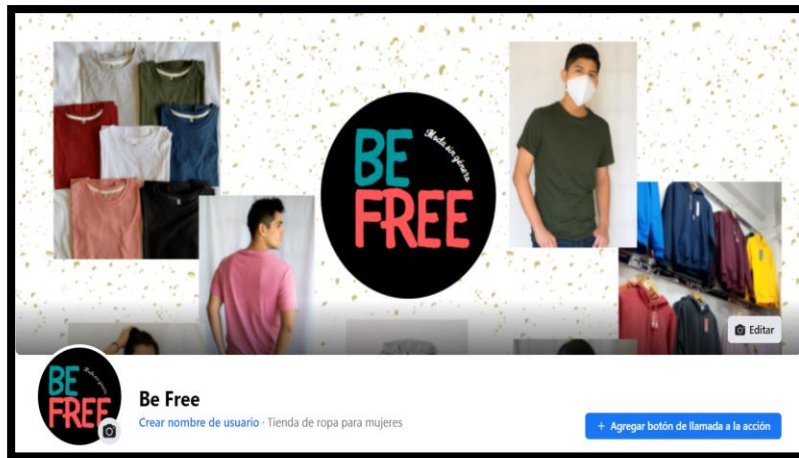 BE
Moda sin género
FREE
Editar
BE
FREE
Be Free
Crear nombre de usuario · Tienda de ropa para mujeres
+ Agregar botón de llamada a la acción